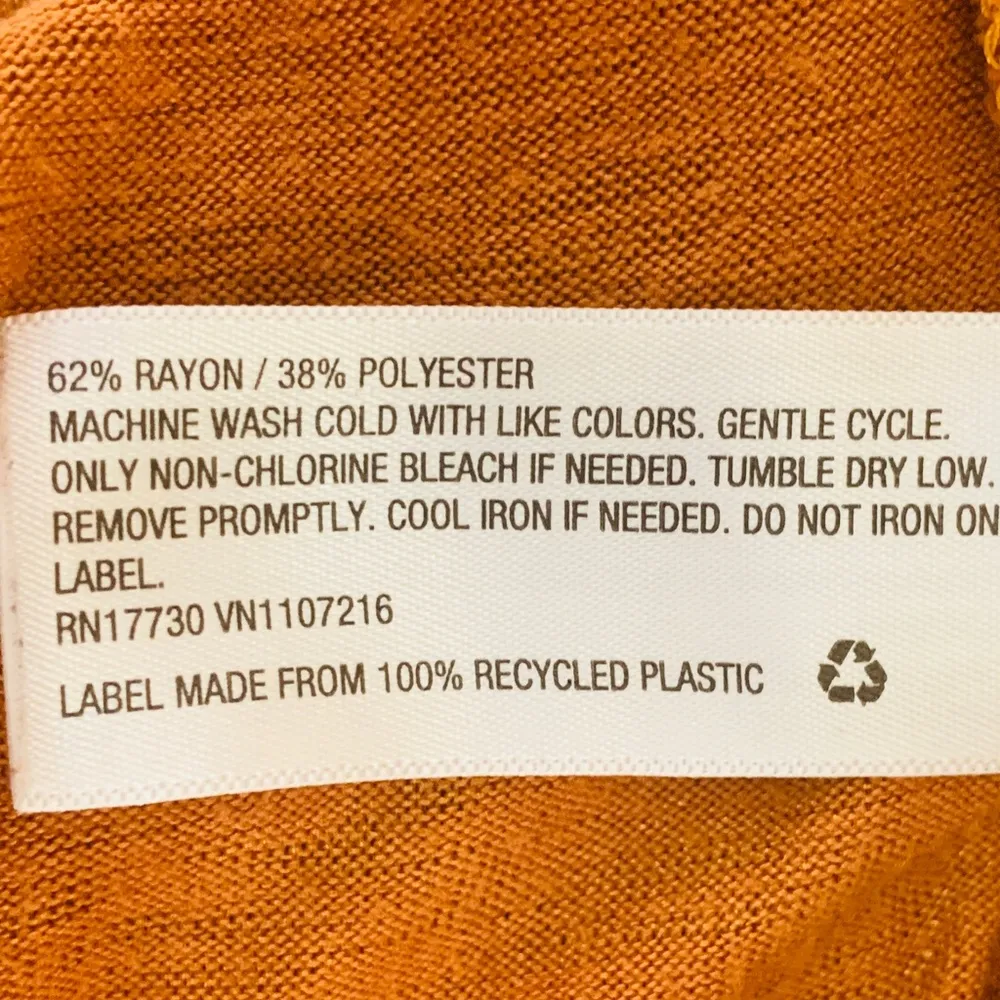 62% RAYON / 38% POLYESTER
MACHINE WASH COLD WITH LIKE COLORS. GENTLE CYCLE.
ONLY NON-CHLORINE BLEACH IF NEEDED. TUMBLE DRY LOW.
REMOVE PROMPTLY. COOL IRON IF NEEDED. DO NOT IRON ON
LABEL.
RN17730 VN1107216
LABEL MADE FROM 100% RECYCLED PLASTIC